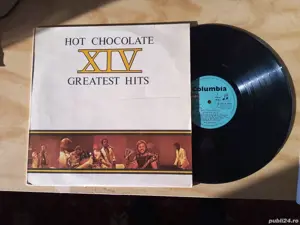 HOT CHOCOLATE
XIV
GREATEST HITS
Columbia
publi24.ro